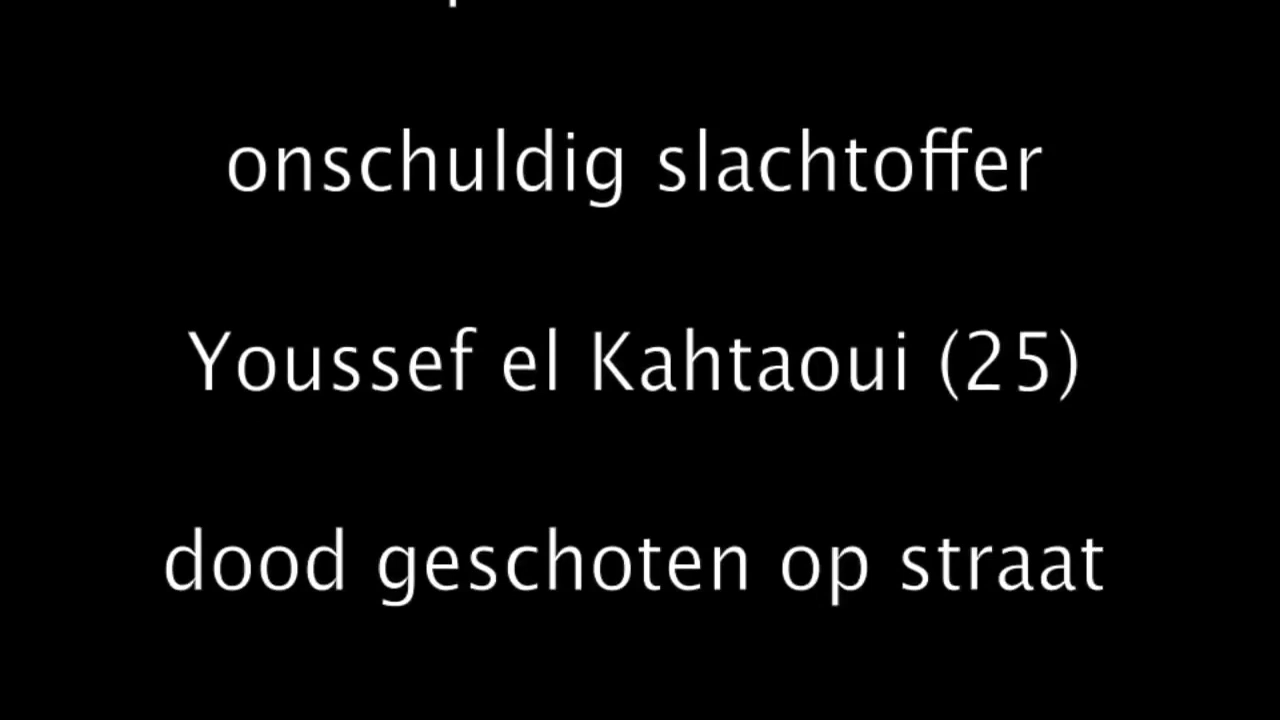 onschuldig slachtoffer
Youssef el Kahtaoui (25)
dood geschoten op straat